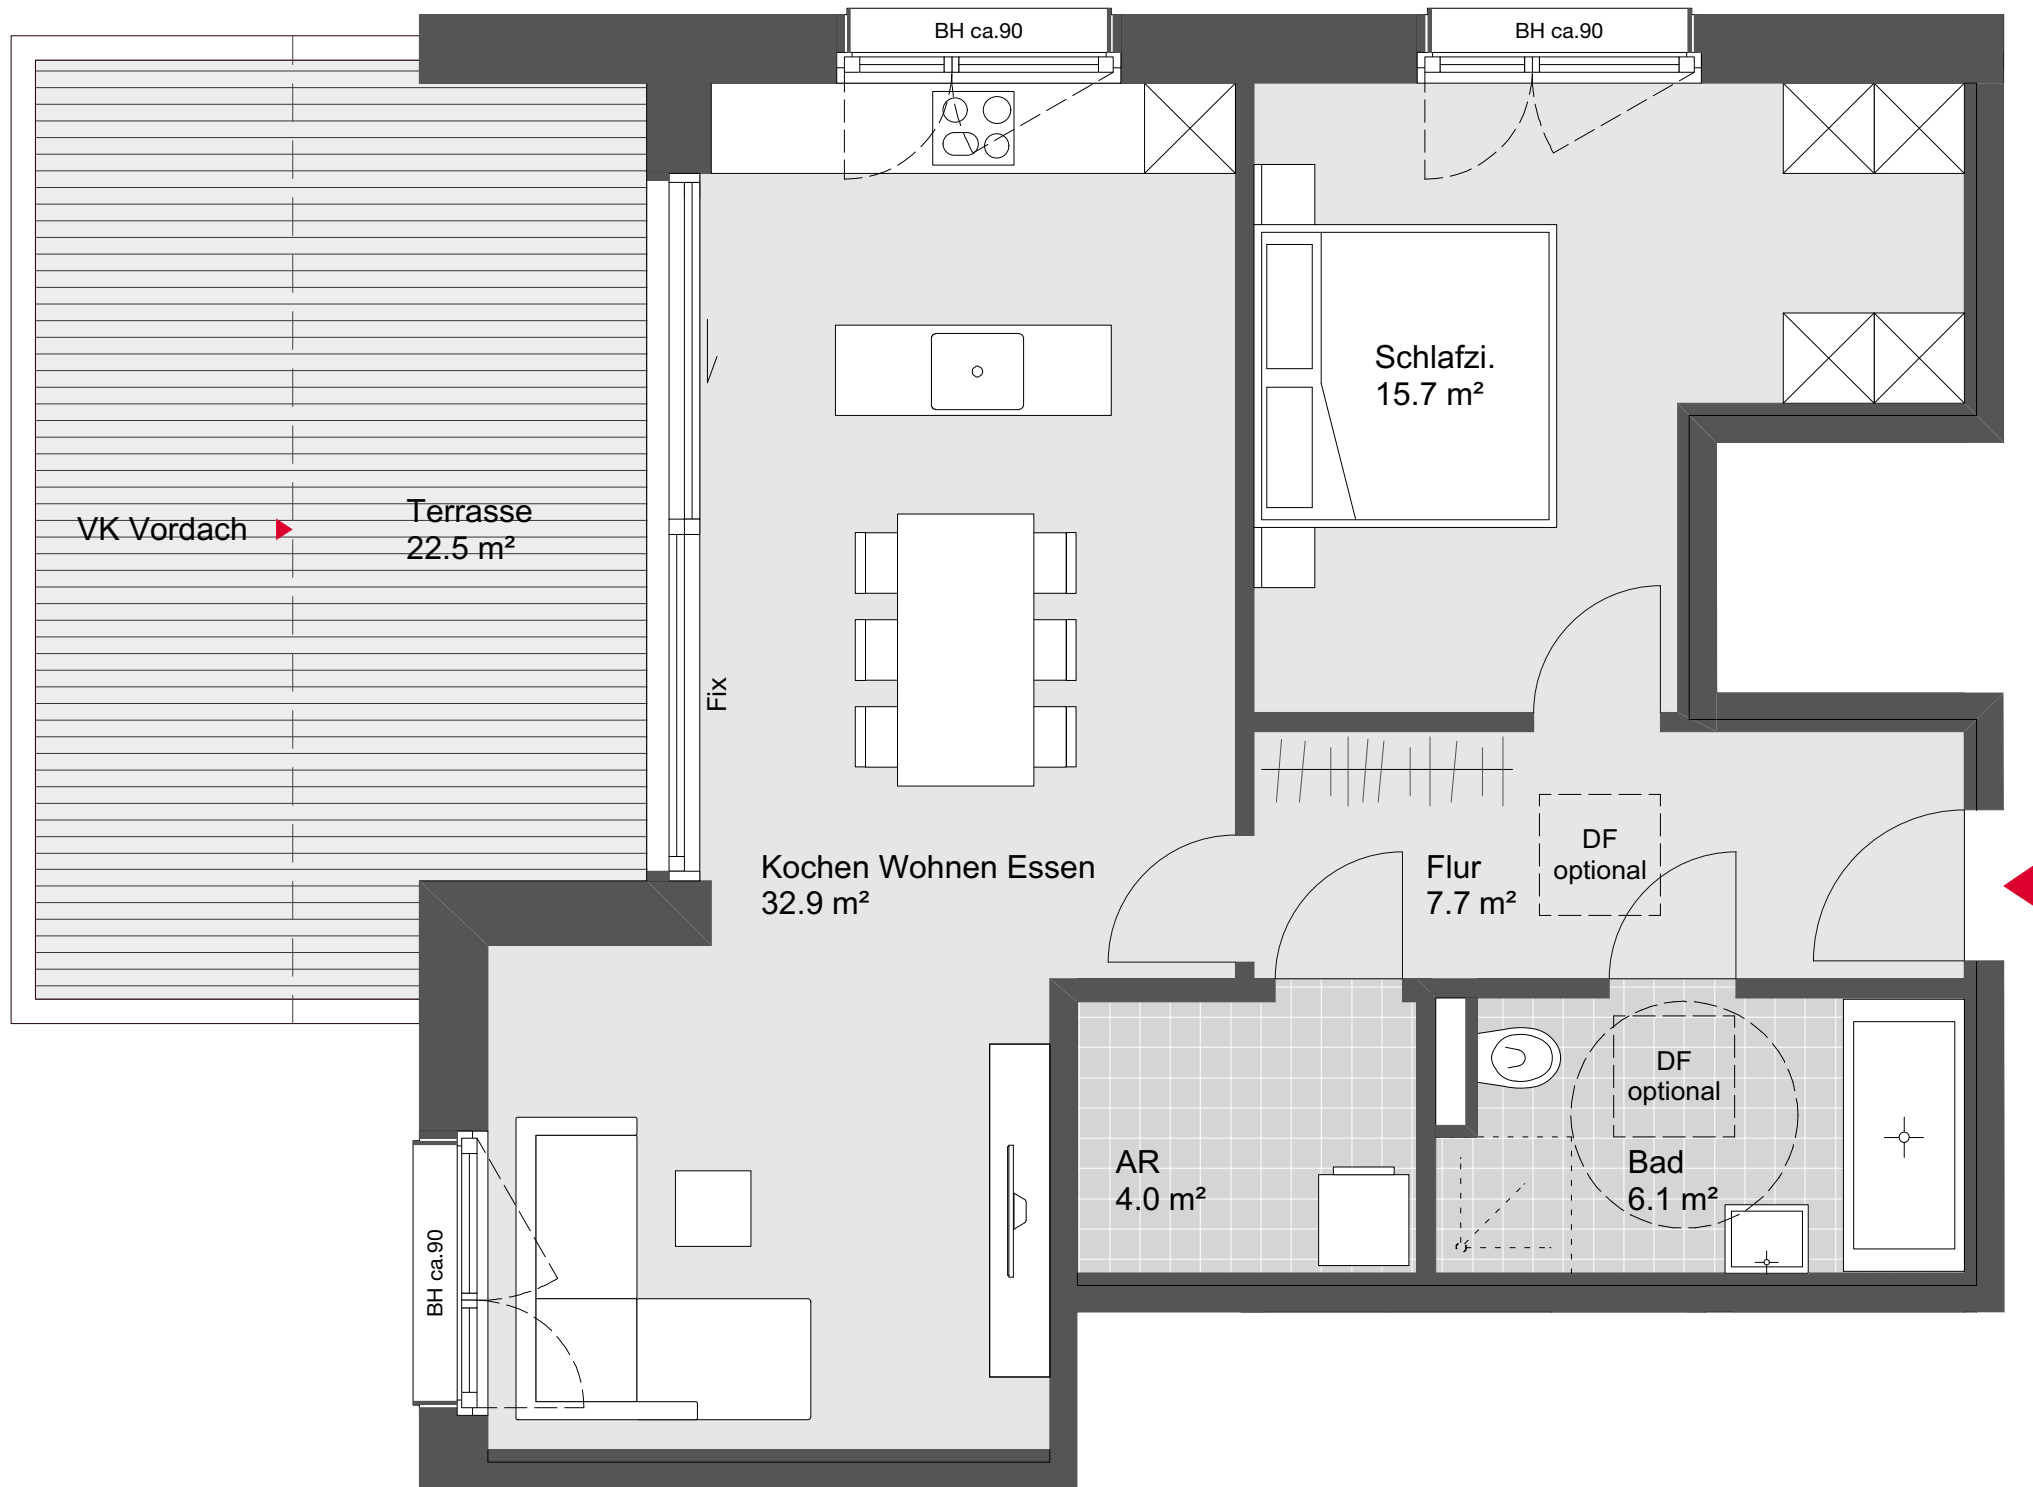 BH ca.90
BH ca.90
Schlafzi.
15.7 m²
VK Vordach
Terrasse
22.5 m²
Fix
Kochen Wohnen Essen
32.9 m²
Flur
7.7 m²
DF
optional
DF
optional
AR
4.0 m²
Bad
6.1 m²
BH ca.90